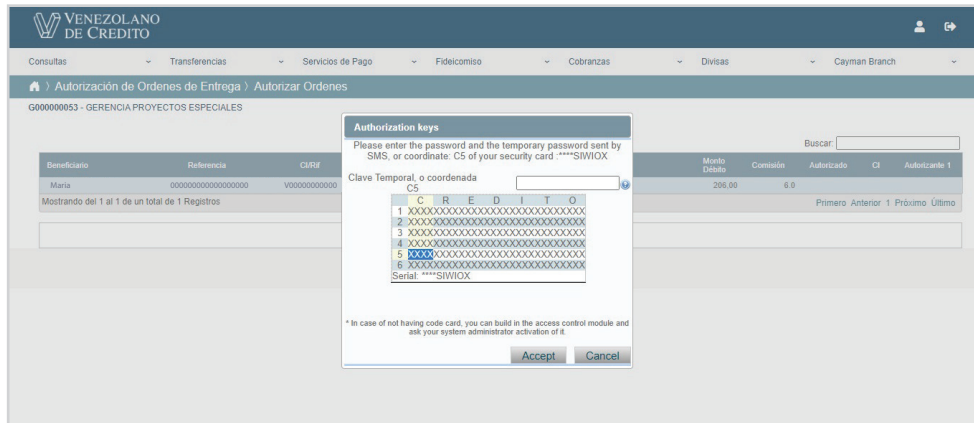 VENEZOLANO
DE CREDITO
Consultas Transferencias Servicios de Pago Fideicomiso Cobranzas Divisas Cayman Branch
Autorización de Ordenes de Entrega > Autorizar Ordenes
G000000053 - GERENCIA PROYECTOS ESPECIALES
Buscar:
Beneficiario Referencia CI/Rif Monto Débito Comisión Autorizado CI Autorizante 1
Maria 00000000000000000 V00000000000 206.00 6.0
Mostrando del 1 al 1 de un total de 1 Registros
Primero Anterior 1 Próximo Último
Authorization keys
Please enter the password and the temporary password sent by
SMS, or coordinate: C5 of your security card :****SIWIOX
Clave Temporal, o coordenada
C5
C R E D I T O
1 XXXXXXXXXXXXXXXXXXXXXXXXXXXX
2 XXXXXXXXXXXXXXXXXXXXXXXXXXXX
3 XXXXXXXXXXXXXXXXXXXXXXXXXXXX
4 XXXXXXXXXXXXXXXXXXXXXXXXXXXX
5 XXXXXXXXXXXXXXXXXXXXXXXXXXXX
6 XXXXXXXXXXXXXXXXXXXXXXXXXXXX
Serial: ****SIWIOX
* In case of not having code card, you can build in the access control module and
ask your system administrator activation of it.
Accept Cancel